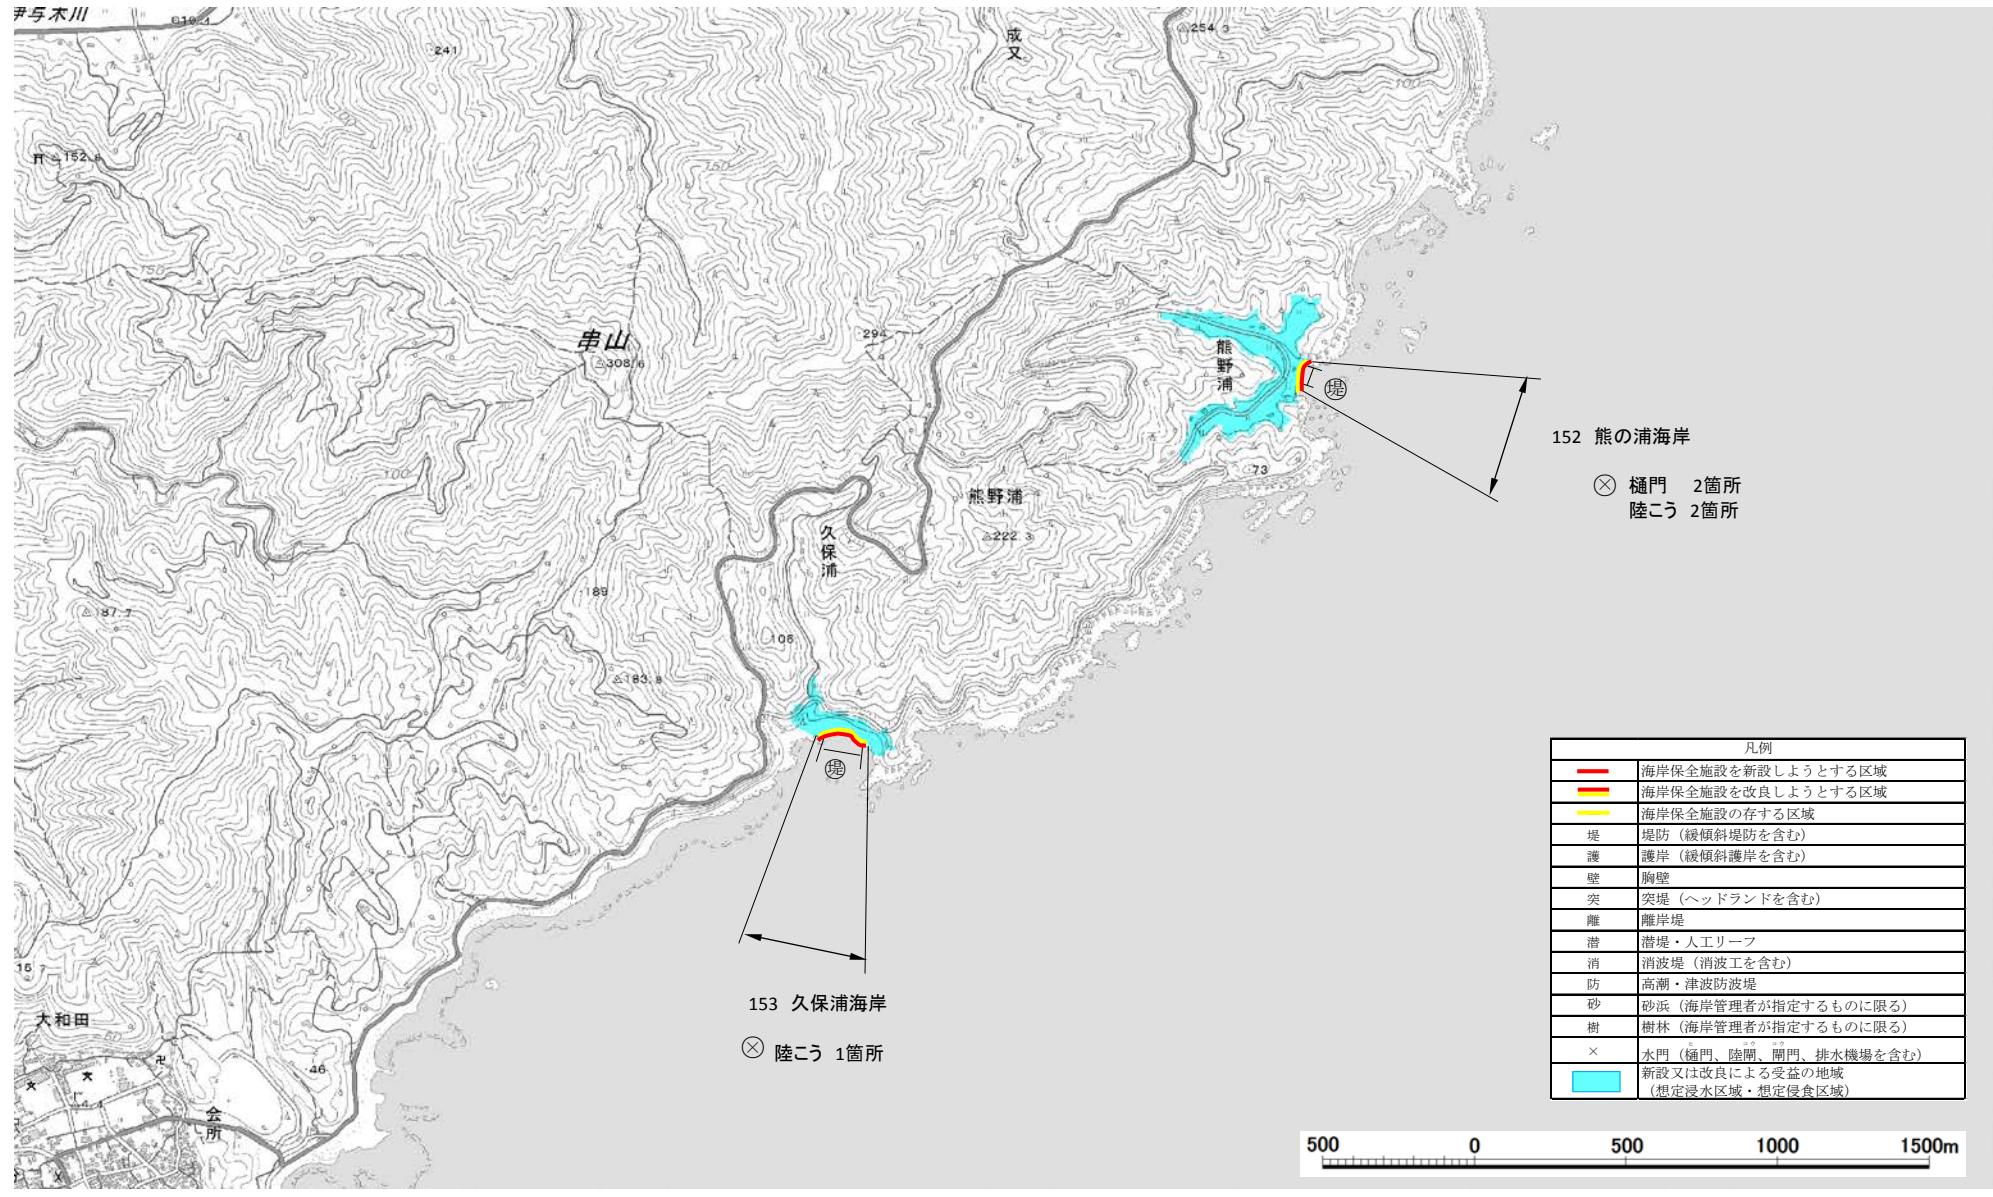 伊与木川
241
成又
254.3
100
152.8
150
150
串山
308.6
294
50
熊野浦
堤
152 熊の浦海岸
⊗ 樋門 2箇所
陸こう 2箇所
100
73
熊野浦
222.3
久保浦
189
187.7
106
183.8
堤
153 久保浦海岸
⊗ 陸こう 1箇所
大和田
50
46
4.4
会所
凡例
海岸保全施設を新設しようとする区域
海岸保全施設を改良しようとする区域
海岸保全施設の存する区域
堤 堤防（緩傾斜堤防を含む）
護 護岸（緩傾斜護岸を含む）
壁 胸壁
突 突堤（ヘッドランドを含む）
離 離岸堤
潜 潜堤・人工リーフ
消 消波堤（消波工を含む）
防 高潮・津波防波堤
砂 砂浜（海岸管理者が指定するものに限る）
樹 樹林（海岸管理者が指定するものに限る）
× 水門（樋門、陸閘、閘門、排水機場を含む）
新設又は改良による受益の地域
（想定浸水区域・想定侵食区域）
500 0 500 1000 1500m